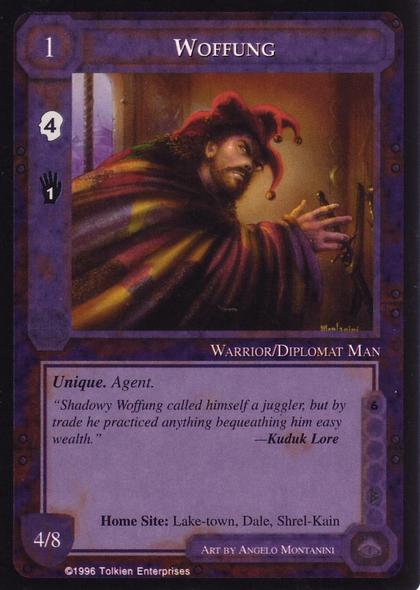 1
WOFFUNG
4
1
Montanini
WARRIOR/DIPLOMAT MAN
Unique. Agent.
"Shadowy Woffung called himself a juggler, but by
trade he practiced anything bequeathing him easy
wealth." —Kuduk Lore
6
Home Site: Lake-town, Dale, Shrel-Kain
4/8
ART BY ANGELO MONTANINI
©1996 Tolkien Enterprises